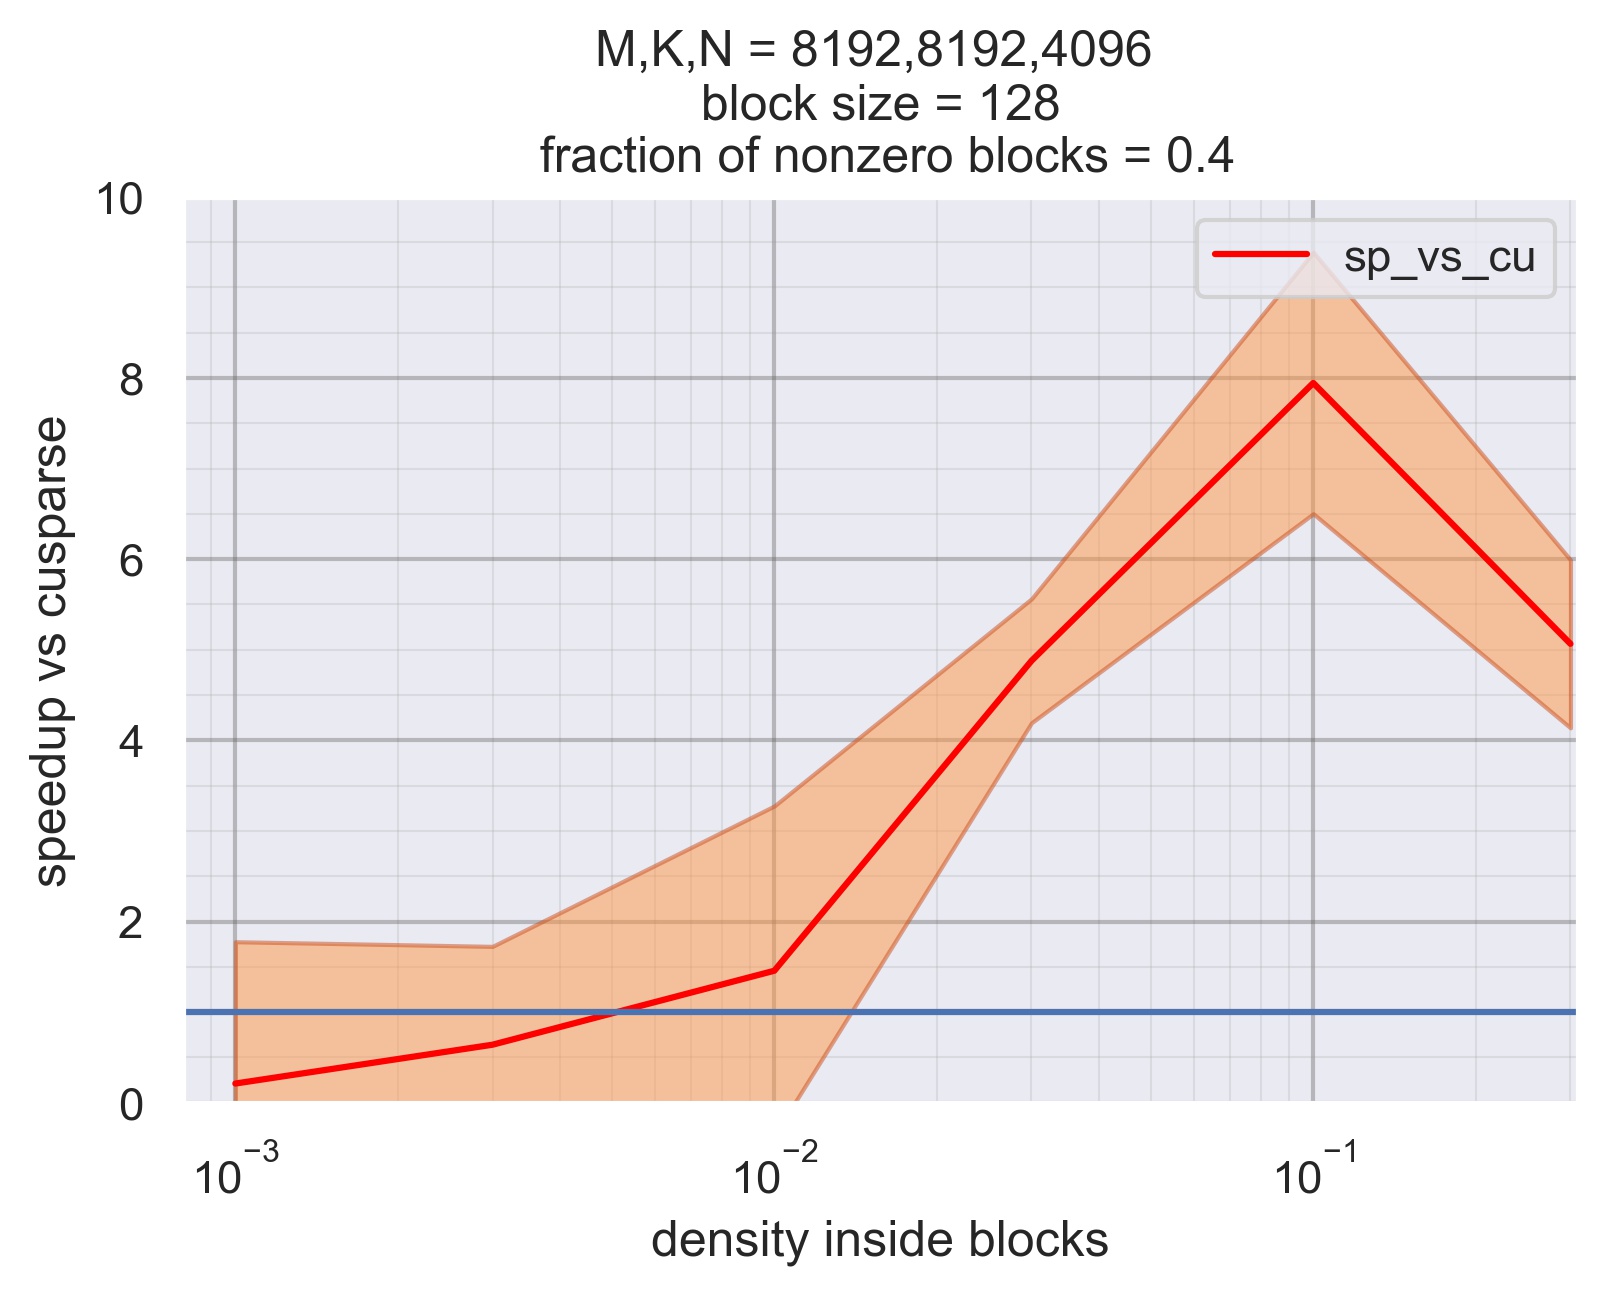 M,K,N = 8192,8192,4096
block size = 128
fraction of nonzero blocks = 0.4
sp_vs_cu
speedup vs cusparse
10
8
6
4
2
0
10⁻³
10⁻²
10⁻¹
density inside blocks